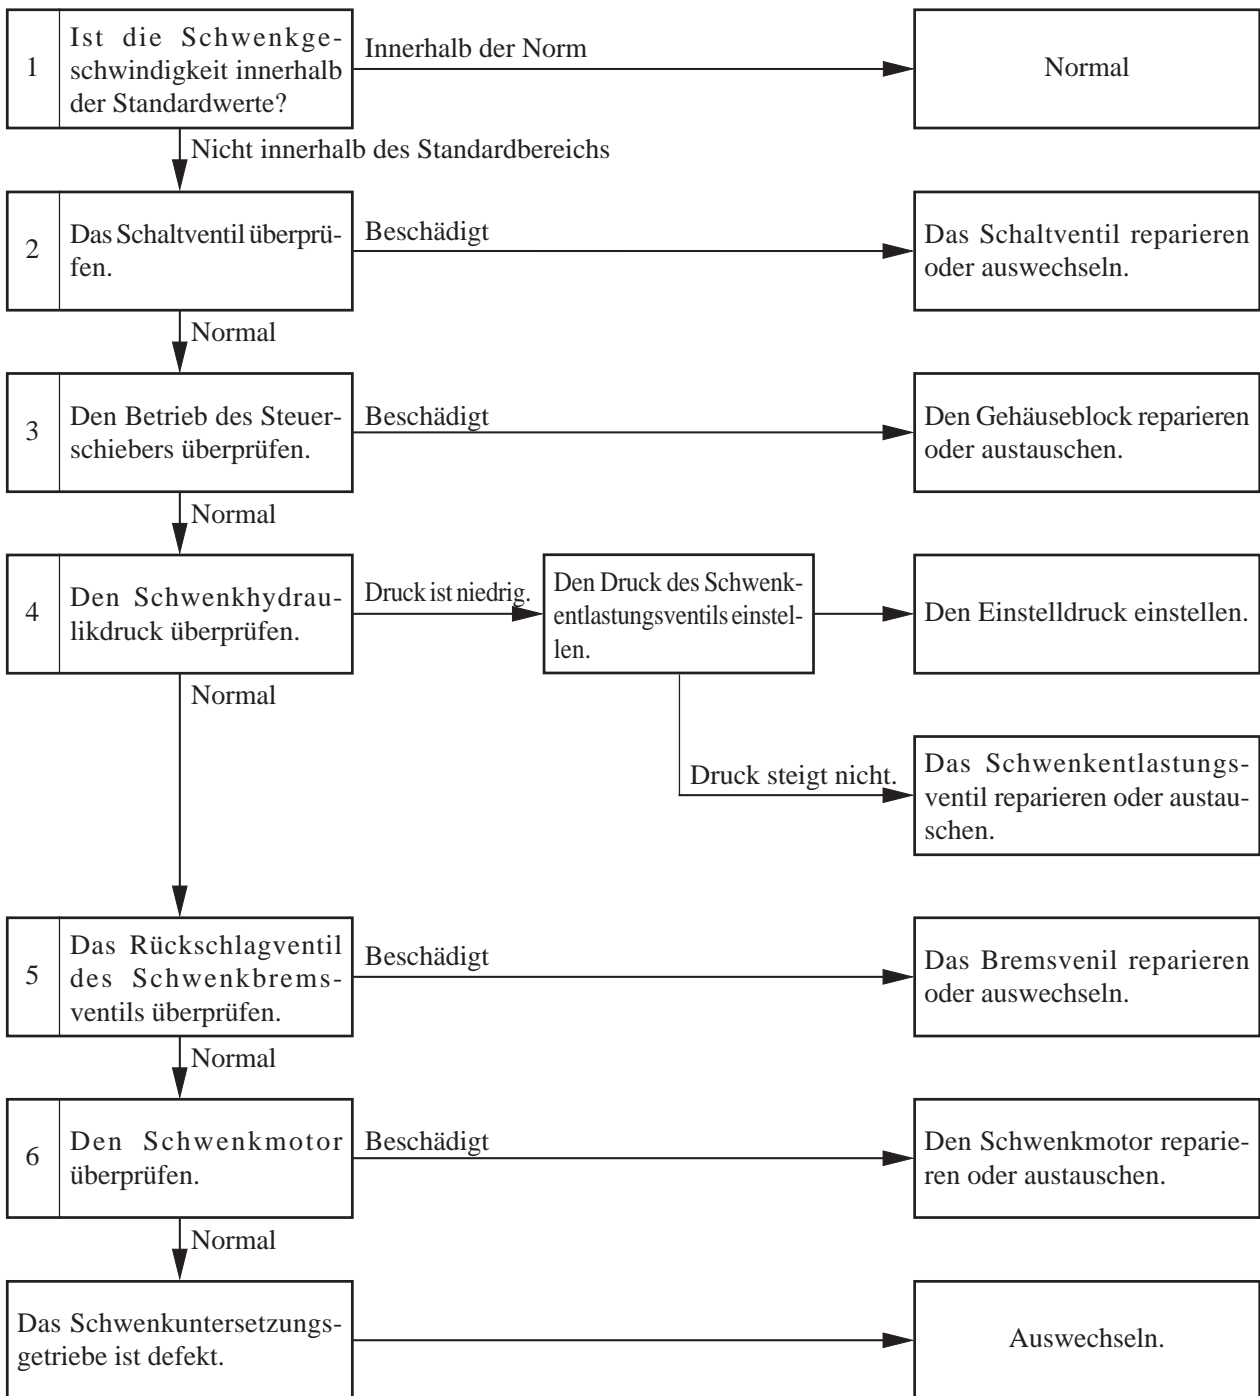 1
Ist die Schwenkge-
schwindigkeit innerhalb
der Standardwerte?
Innerhalb der Norm
Normal
Nicht innerhalb des Standardbereichs
2
Das Schaltventil überprü-
fen.
Beschädigt
Das Schaltventil reparieren
oder auswechseln.
Normal
3
Den Betrieb des Steuer-
schiebers überprüfen.
Beschädigt
Den Gehäuseblock reparieren
oder austauschen.
Normal
4
Den Schwenkhydrau-
likdruck überprüfen.
Druck ist niedrig.
Den Druck des Schwenk
entlastungsventils einstel-
len.
Den Einstelldruck einstellen.
Normal
Druck steigt nicht.
Das Schwenkentlastungs-
ventil reparieren oder austau-
schen.
5
Das Rückschlagventil
des Schwenkbrems-
ventils überprüfen.
Beschädigt
Das Bremsvenil reparieren
oder auswechseln.
Normal
6
Den Schwenkmotor
überprüfen.
Beschädigt
Den Schwenkmotor reparie-
ren oder austauschen.
Normal
Das Schwenkuntersetzungs-
getriebe ist defekt.
Auswechseln.